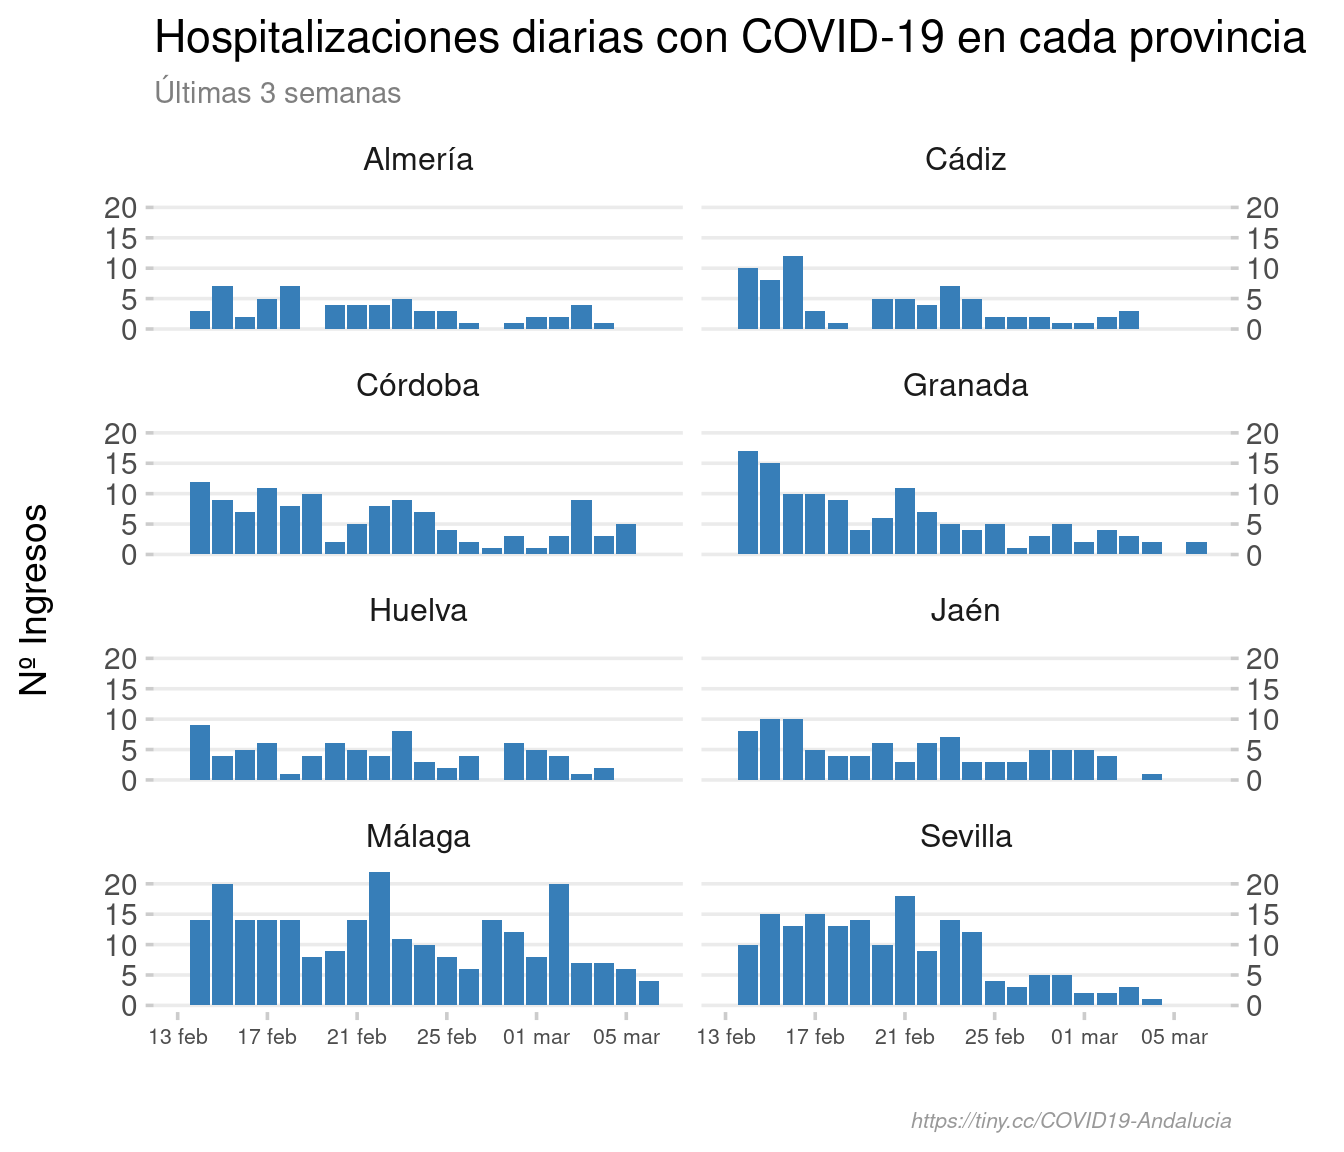 Hospitalizaciones diarias con COVID-19 en cada provincia
Últimas 3 semanas
Almería Cádiz
20 20
15 15
10 10
5 5
0 0
Córdoba Granada
20 20
15 15
10 10
5 5
0 0
Nº Ingresos
Huelva Jaén
20 20
15 15
10 10
5 5
0 0
Málaga Sevilla
20 20
15 15
10 10
5 5
0 0
13 feb 17 feb 21 feb 25 feb 01 mar 05 mar 13 feb 17 feb 21 feb 25 feb 01 mar 05 mar
https://tiny.cc/COVID19-Andalucia